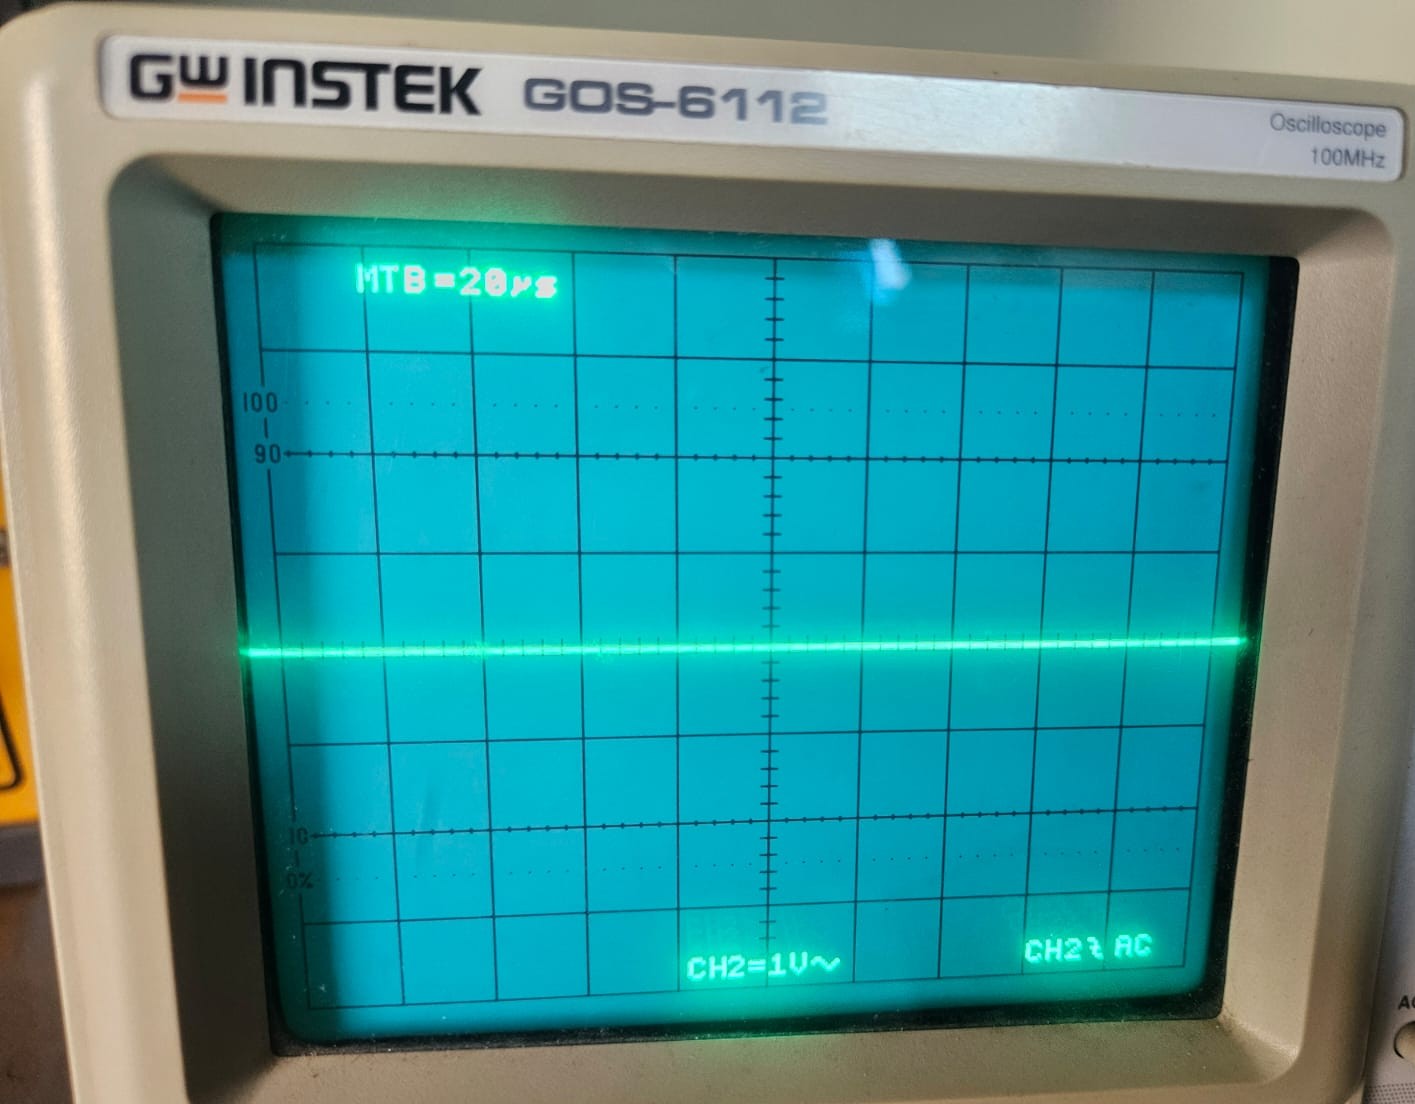 GW INSTEK GOS-6112
Oscilloscope
100MHz
MTB=20μs
100
90
10
0%
CH2=1V~
CH2 AC